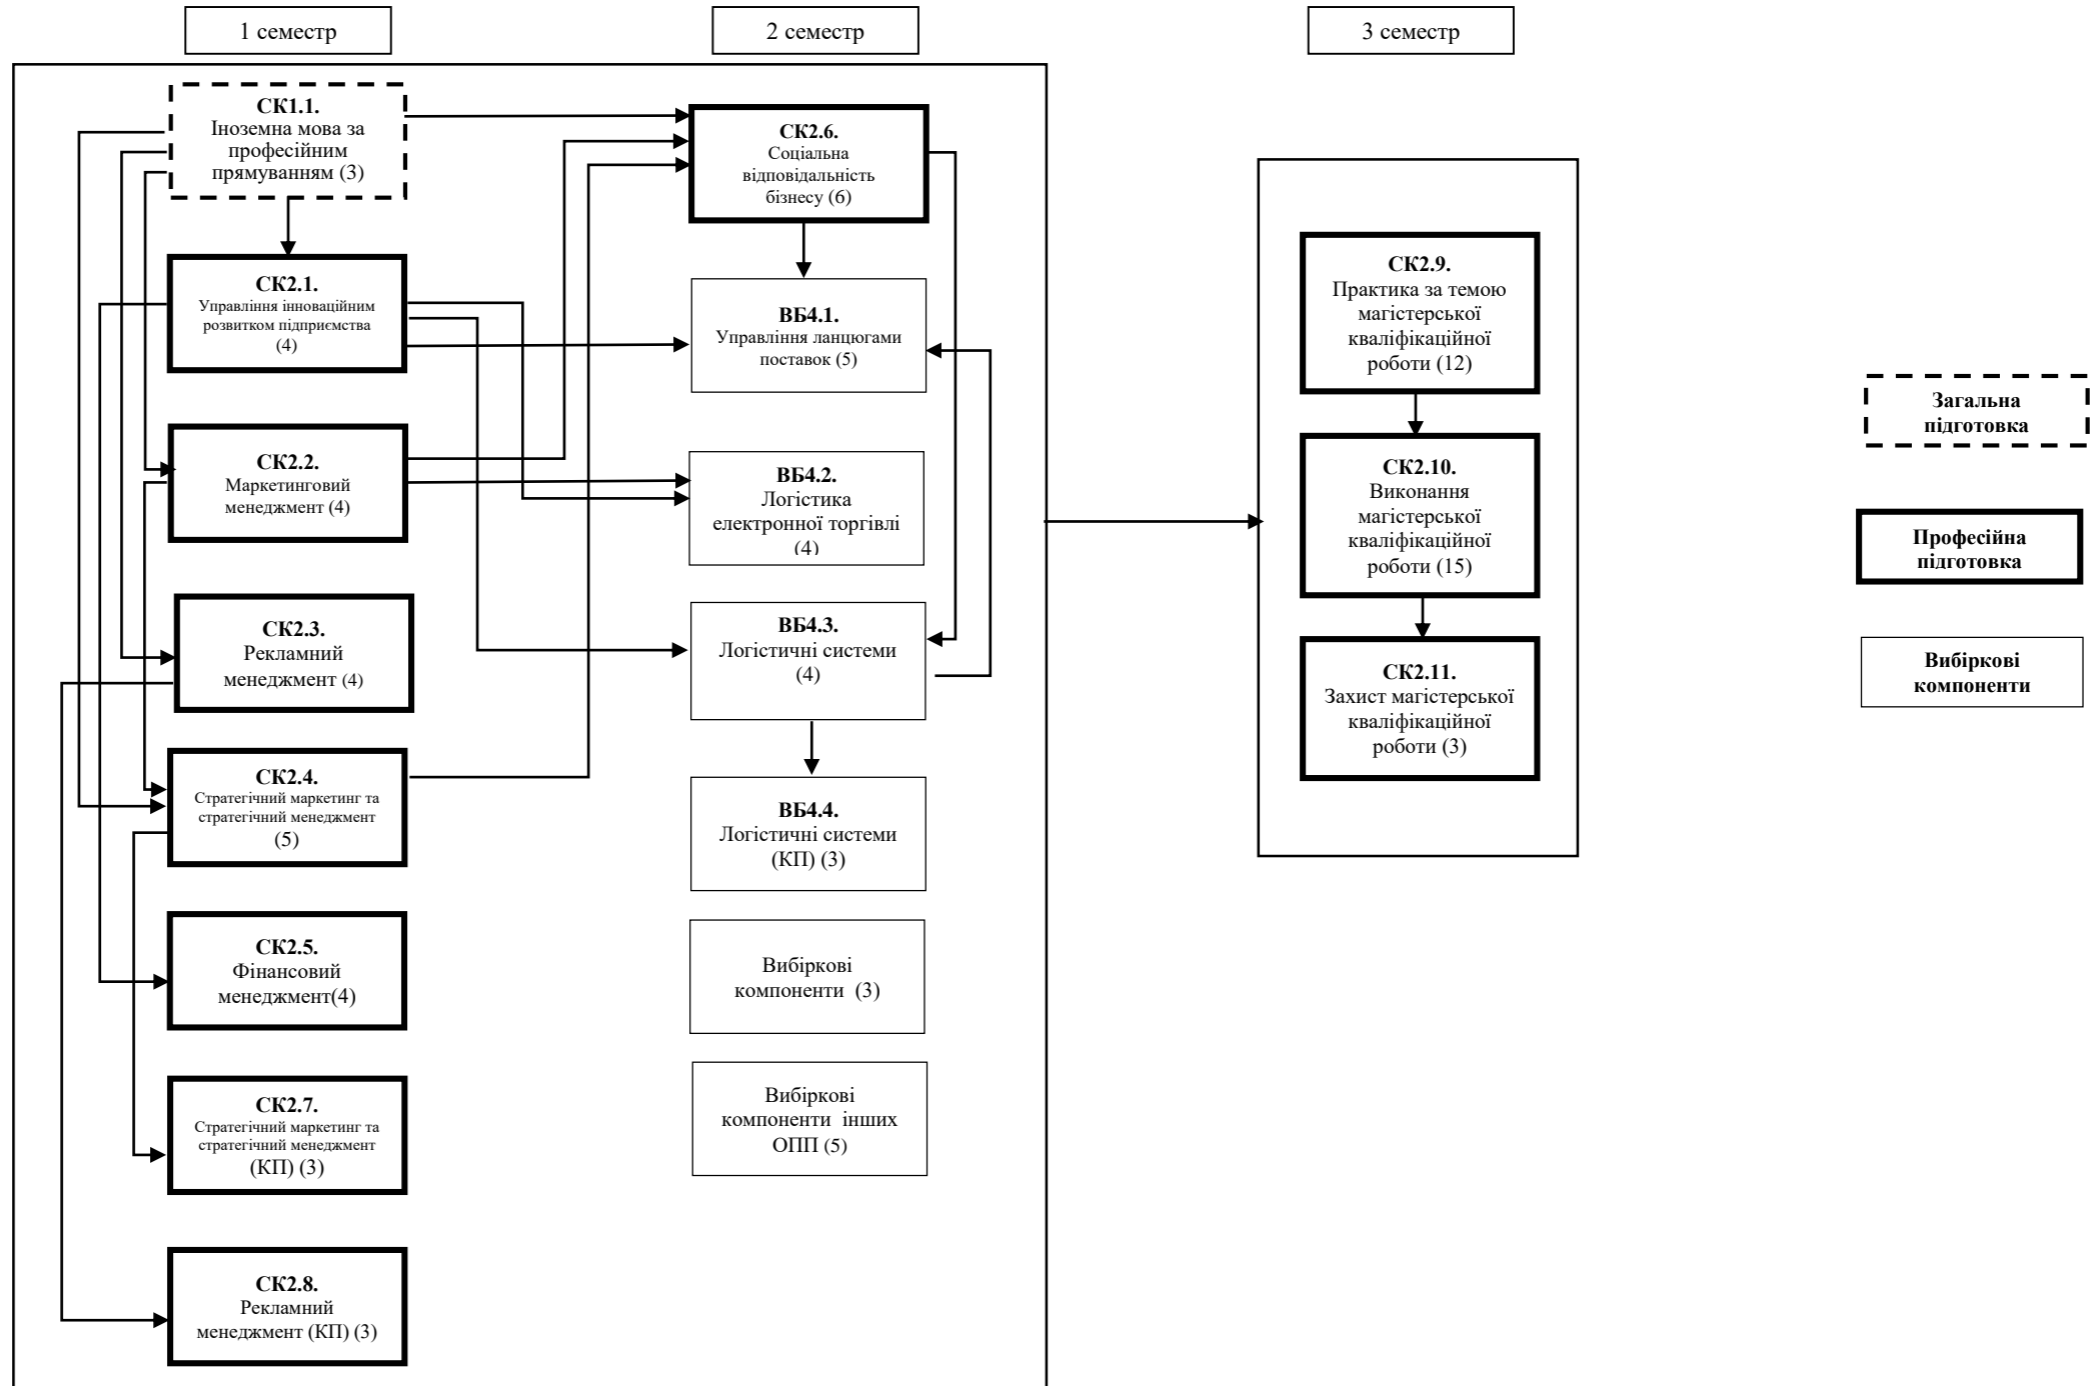 1 семестр
2 семестр
3 семестр
СК1.1.
Іноземна мова за
професійним
прямуванням (3)
СК2.1.
Управління інноваційним
розвитком підприємства
(4)
СК2.2.
Маркетинговий
менеджмент (4)
СК2.3.
Рекламний
менеджмент (4)
СК2.4.
Стратегічний маркетинг та
стратегічний менеджмент
(5)
СК2.5.
Фінансовий
менеджмент(4)
СК2.7.
Стратегічний маркетинг та
стратегічний менеджмент
(КП) (3)
СК2.8.
Рекламний
менеджмент (КП) (3)
СК2.6.
Соціальна
відповідальність
бізнесу (6)
ВБ4.1.
Управління ланцюгами
поставок (5)
ВБ4.2.
Логістика
електронної торгівлі
(4)
ВБ4.3.
Логістичні системи
(4)
ВБ4.4.
Логістичні системи
(КП) (3)
Вибіркові
компоненти (3)
Вибіркові
компоненти інших
ОПП (5)
СК2.9.
Практика за темою
магістерської
кваліфікаційної
роботи (12)
СК2.10.
Виконання
магістерської
кваліфікаційної
роботи (15)
СК2.11.
Захист магістерської
кваліфікаційної
роботи (3)
Загальна
підготовка
Професійна
підготовка
Вибіркові
компоненти